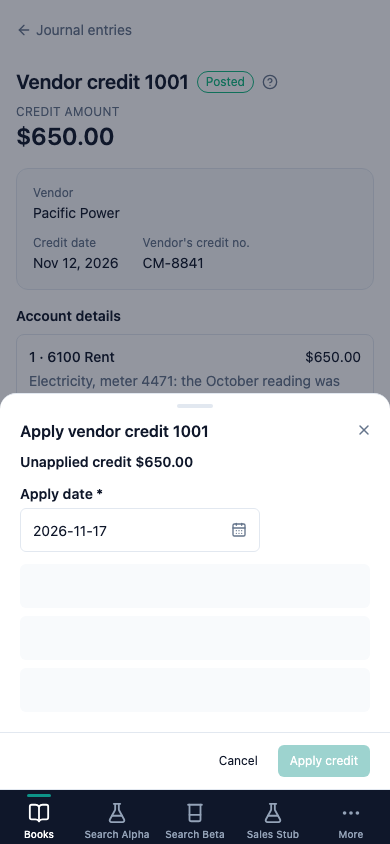 Journal entries
Vendor credit 1001 Posted
CREDIT AMOUNT
$650.00
Vendor
Pacific Power
Credit date Vendor's credit no.
Nov 12, 2026 CM-8841
Account details
1 · 6100 Rent $650.00
Electricity, meter 4471: the October reading was
Apply vendor credit 1001
Unapplied credit $650.00
Apply date *
2026-11-17
Cancel Apply credit
Books Search Alpha Search Beta Sales Stub More